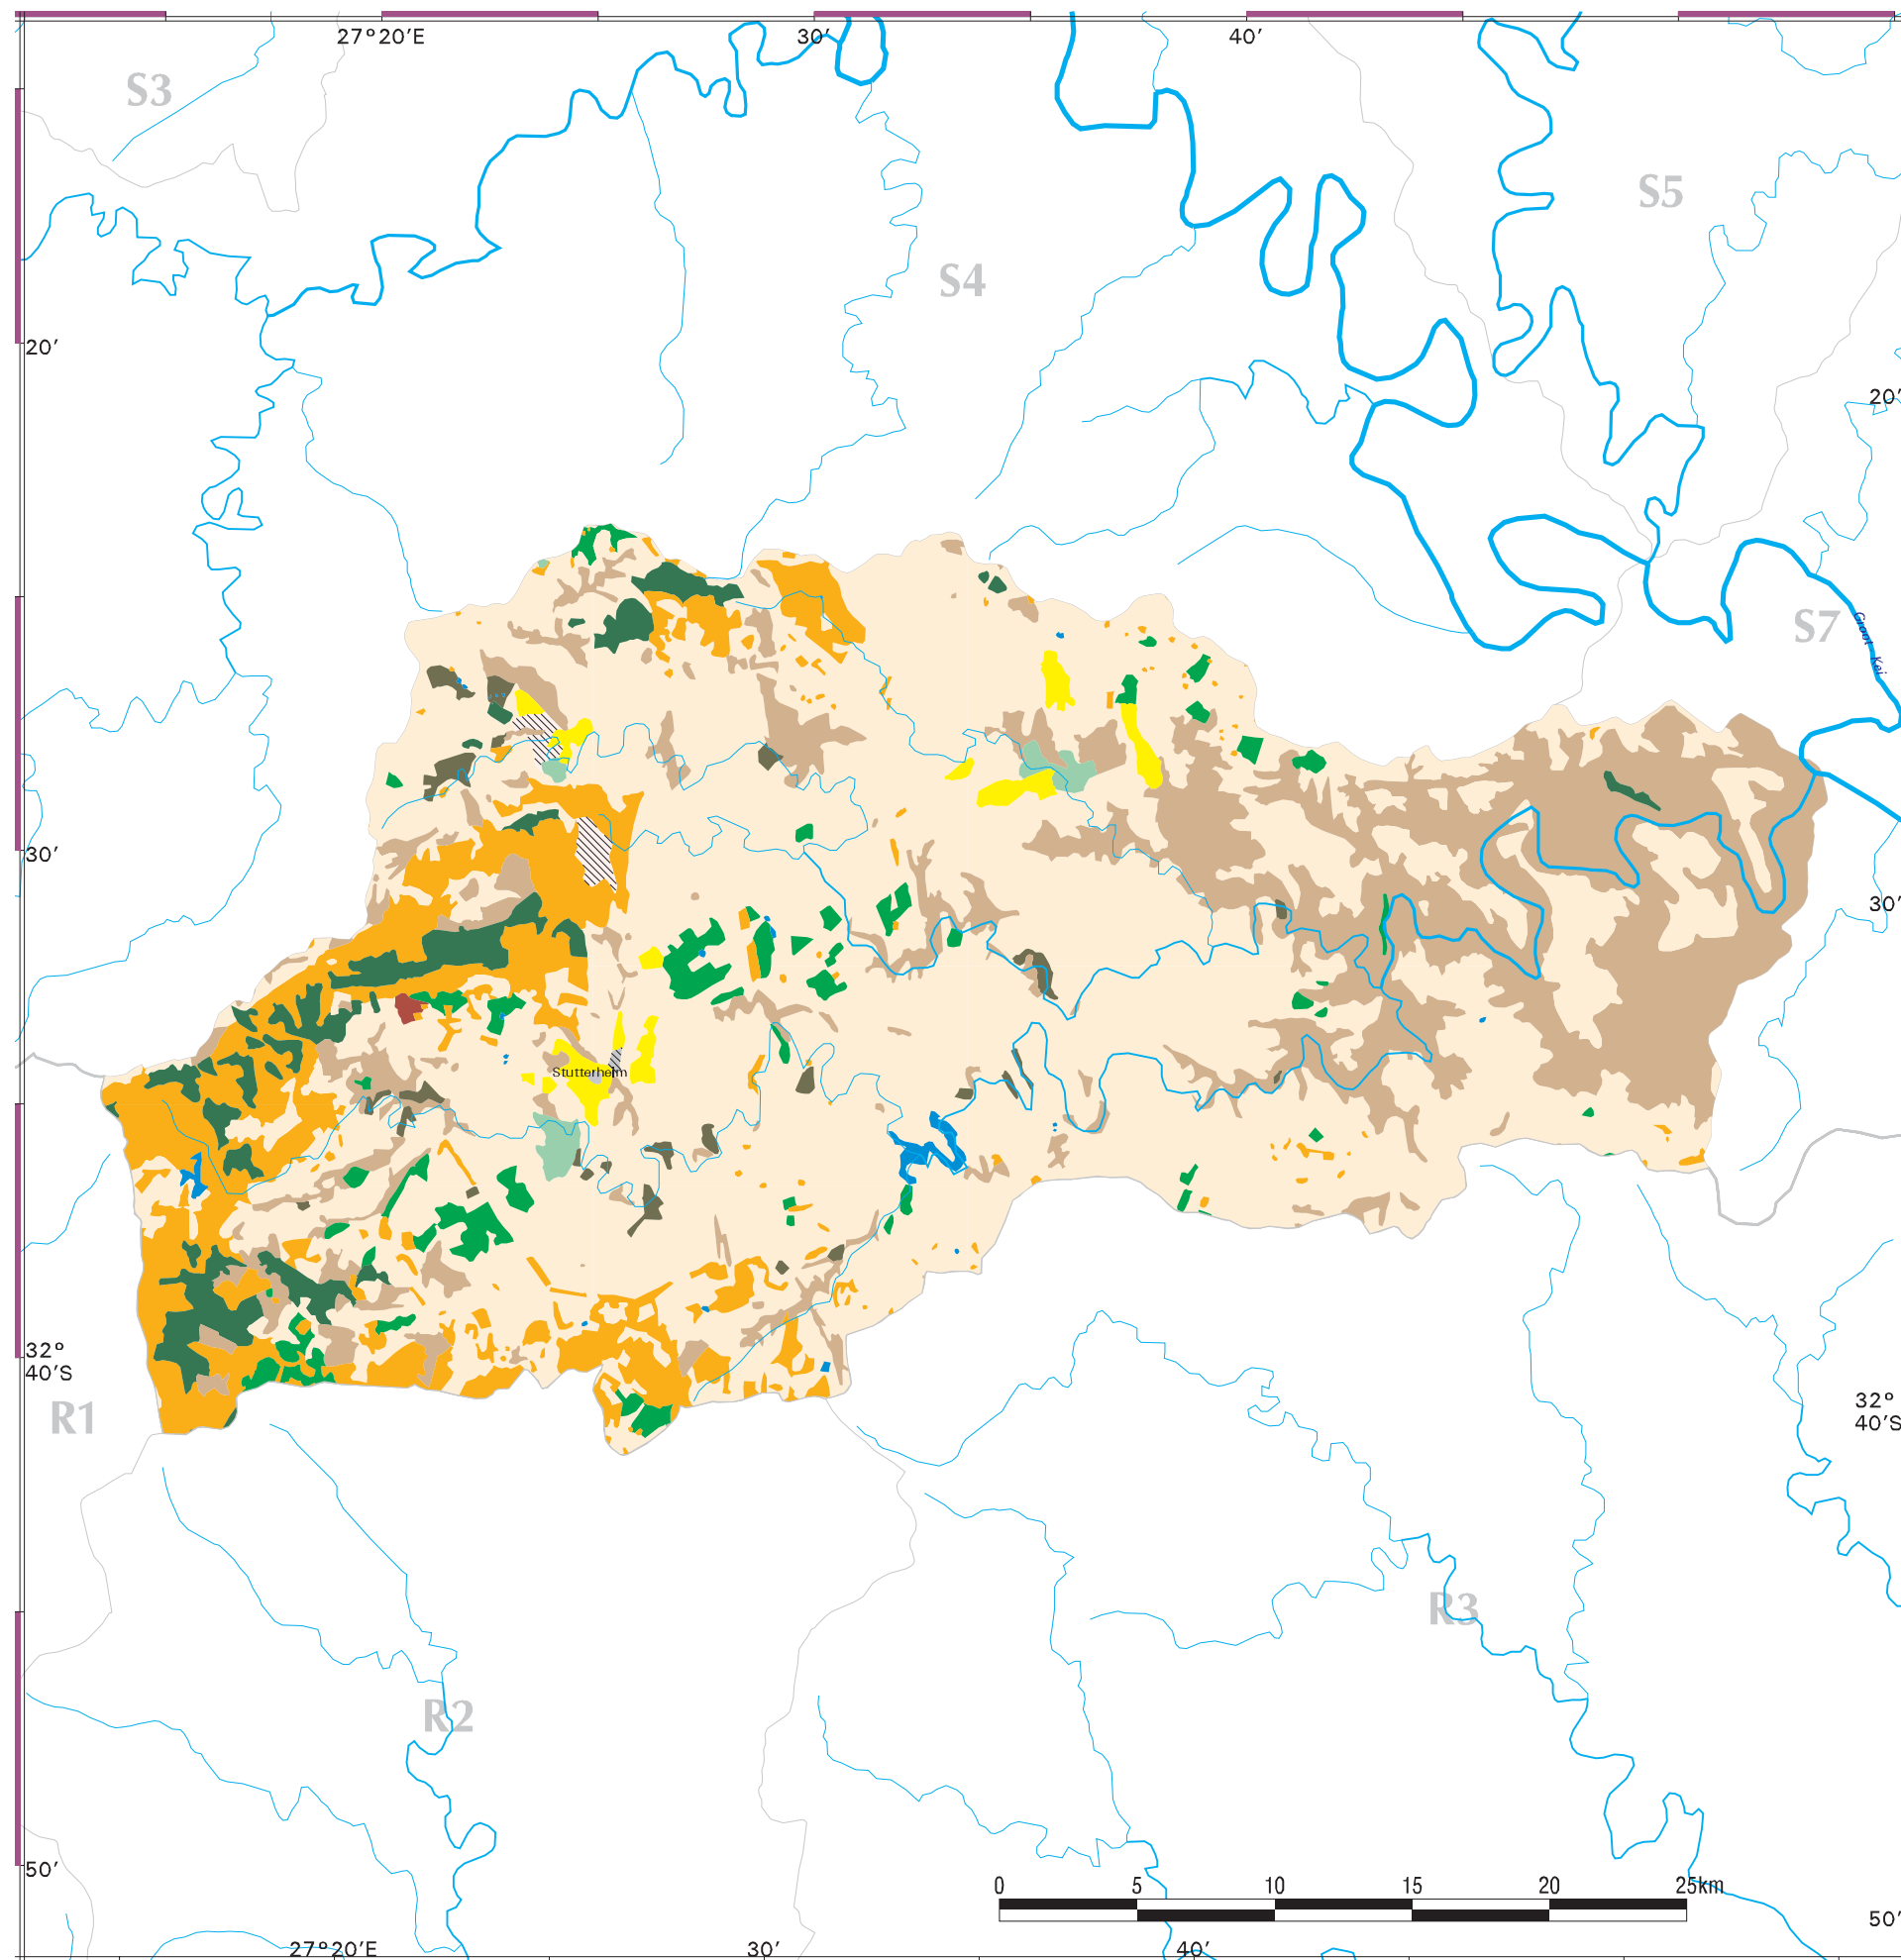 27°20′E
30′
40′
S3
S5
S4
20′
20′
S7
Groot Kei
30′
30′
Stutterheim
32°
40′S
R1
32°
40′S
R3
R2
50′
0 5 10 15 20 25km
50′
27°20′E
30′
40′